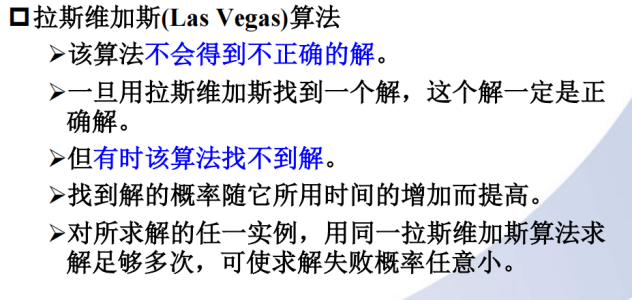 拉斯维加斯(Las Vegas)算法
➢该算法不会得到不正确的解。
➢一旦用拉斯维加斯找到一个解，这个解一定是正
确解。
➢但有时该算法找不到解。
➢找到解的概率随它所用时间的增加而提高。
➢对所求解的任一实例，用同一拉斯维加斯算法求
解足够多次，可使求解失败概率任意小。